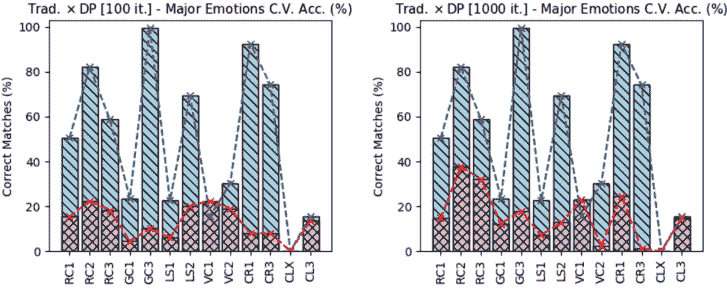 Trad. × DP [100 it.] - Major Emotions C.V. Acc. (%)
Correct Matches (%)
100
80
60
40
20
0
RC1 RC2 RC3 GC1 GC3 LS1 LS2 VC1 VC2 CR1 CR3 CLX CL3
Trad. × DP [1000 it.] - Major Emotions C.V. Acc. (%)
Correct Matches (%)
100
80
60
40
20
0
RC1 RC2 RC3 GC1 GC3 LS1 LS2 VC1 VC2 CR1 CR3 CLX CL3